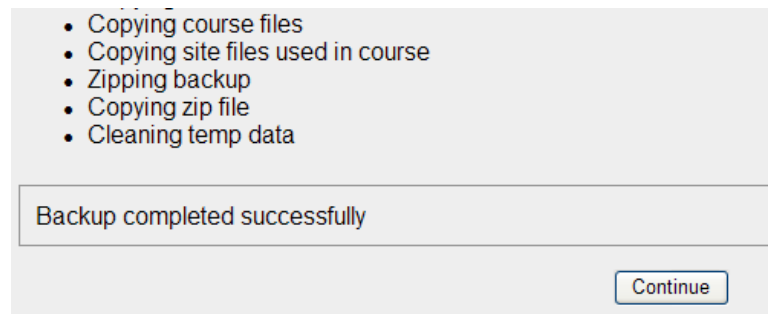 Copying course files
Copying site files used in course
Zipping backup
Copying zip file
Cleaning temp data
Backup completed successfully
Continue